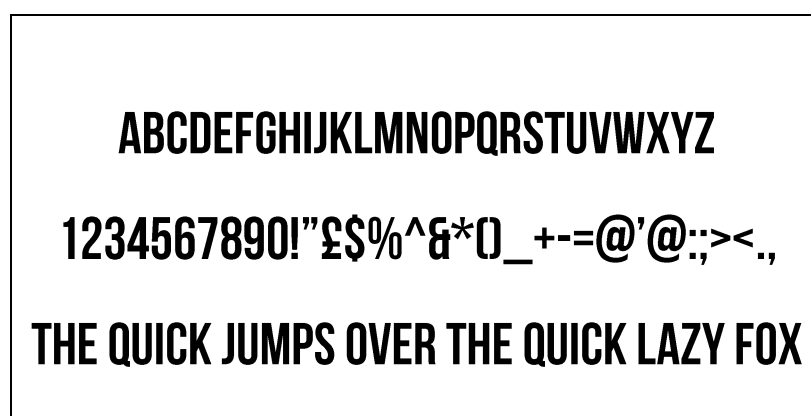 ABCDEFGHIJKLMNOPQRSTUVWXYZ
1234567890!”£$%^&*()_+-=@’@:;><.,
THE QUICK JUMPS OVER THE QUICK LAZY FOX